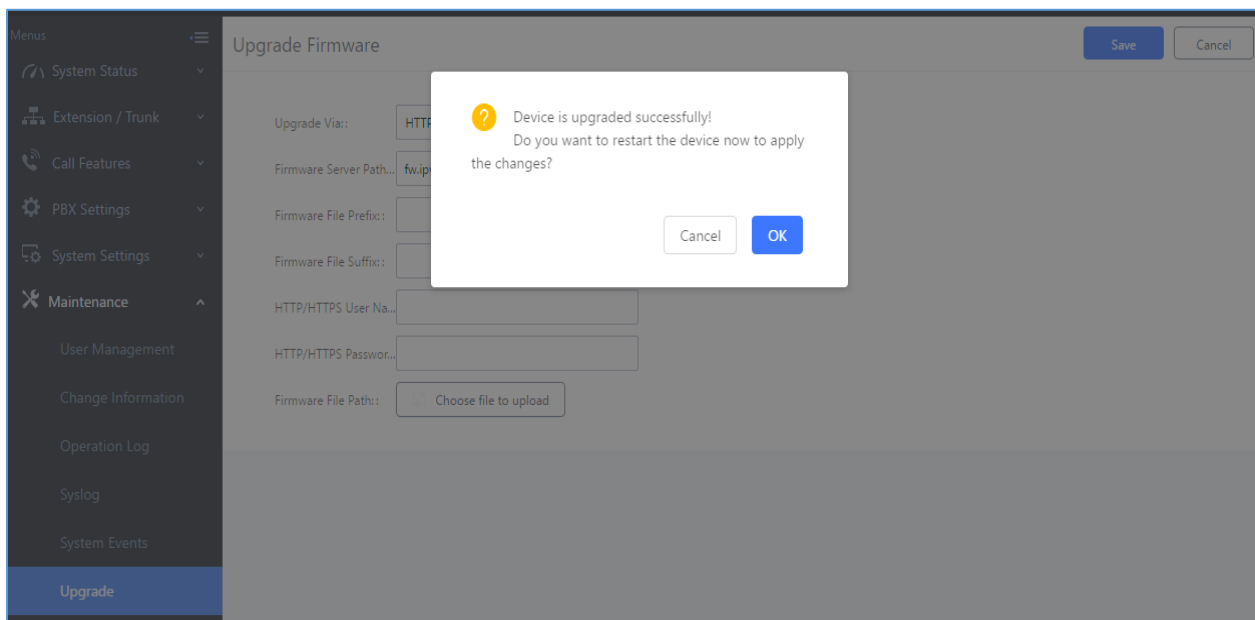 Menus
System Status
Extension / Trunk
Call Features
PBX Settings
System Settings
Maintenance
User Management
Change Information
Operation Log
Syslog
System Events
Upgrade
Upgrade Firmware
Save Cancel
Upgrade Via:: HTTP
Firmware Server Path... fw.ip
Firmware File Prefix::
Firmware File Suffix::
HTTP/HTTPS User Na...
HTTP/HTTPS Passwor...
Firmware File Path:: Choose file to upload
Device is upgraded successfully!
Do you want to restart the device now to apply
the changes?
Cancel OK